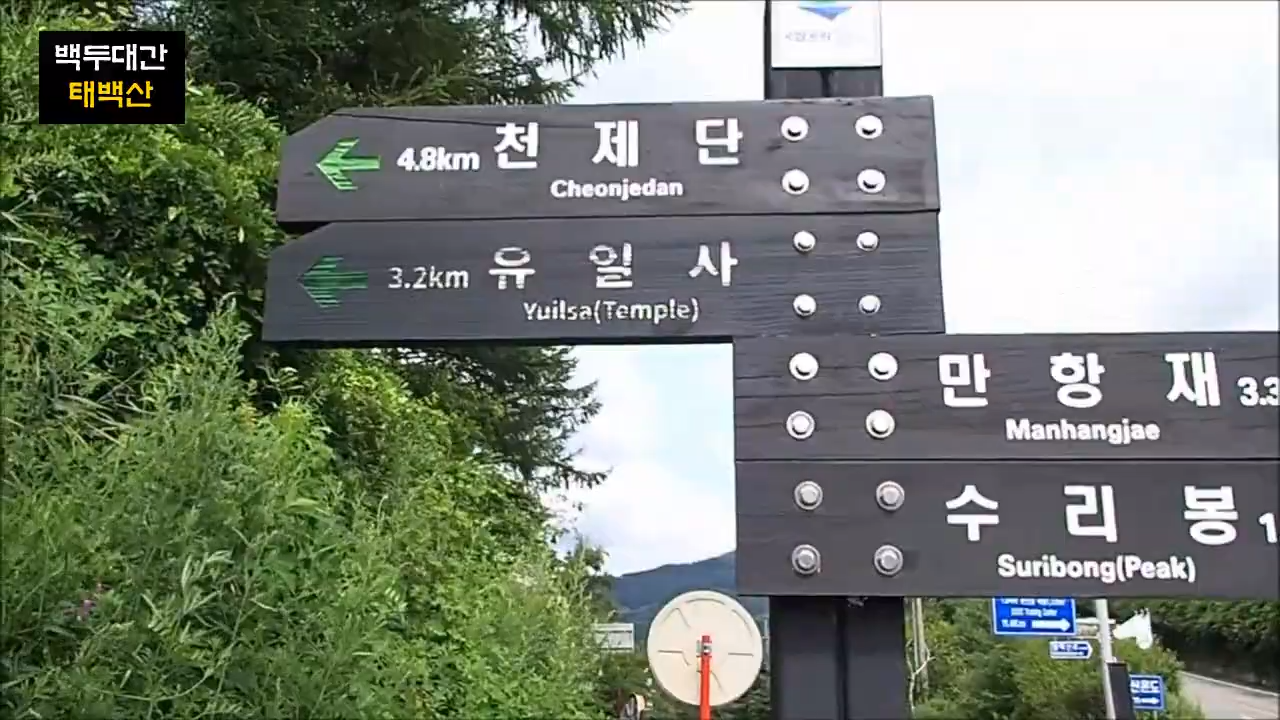 백두대간
태백산
4.8km 천 제 단
Cheonjedan
3.2km 유 일 사
Yuilsa(Temple)
만 항 재 3.3
Manhangjae
수 리 봉 1
Suribong(Peak)